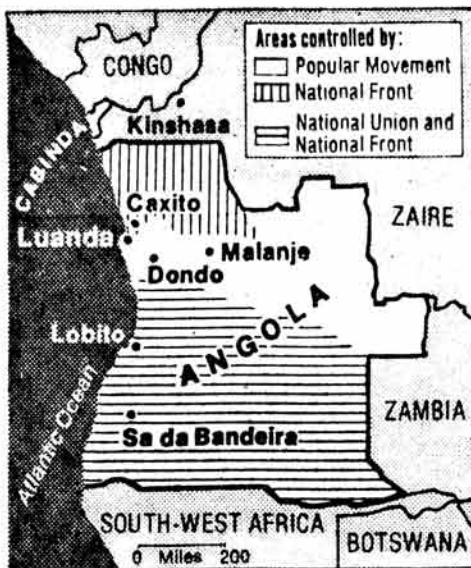 Areas controlled by:
Popular Movement
National Front
National Union and
National Front
CONGO
Kinshasa
CABINDA
Caxito
ZAIRE
Luanda
Malanje
Dondo
ANGOLA
Lobito
Atlantic Ocean
ZAMBIA
Sa da Bandeira
SOUTH-WEST AFRICA
0 Miles 200
BOTSWANA